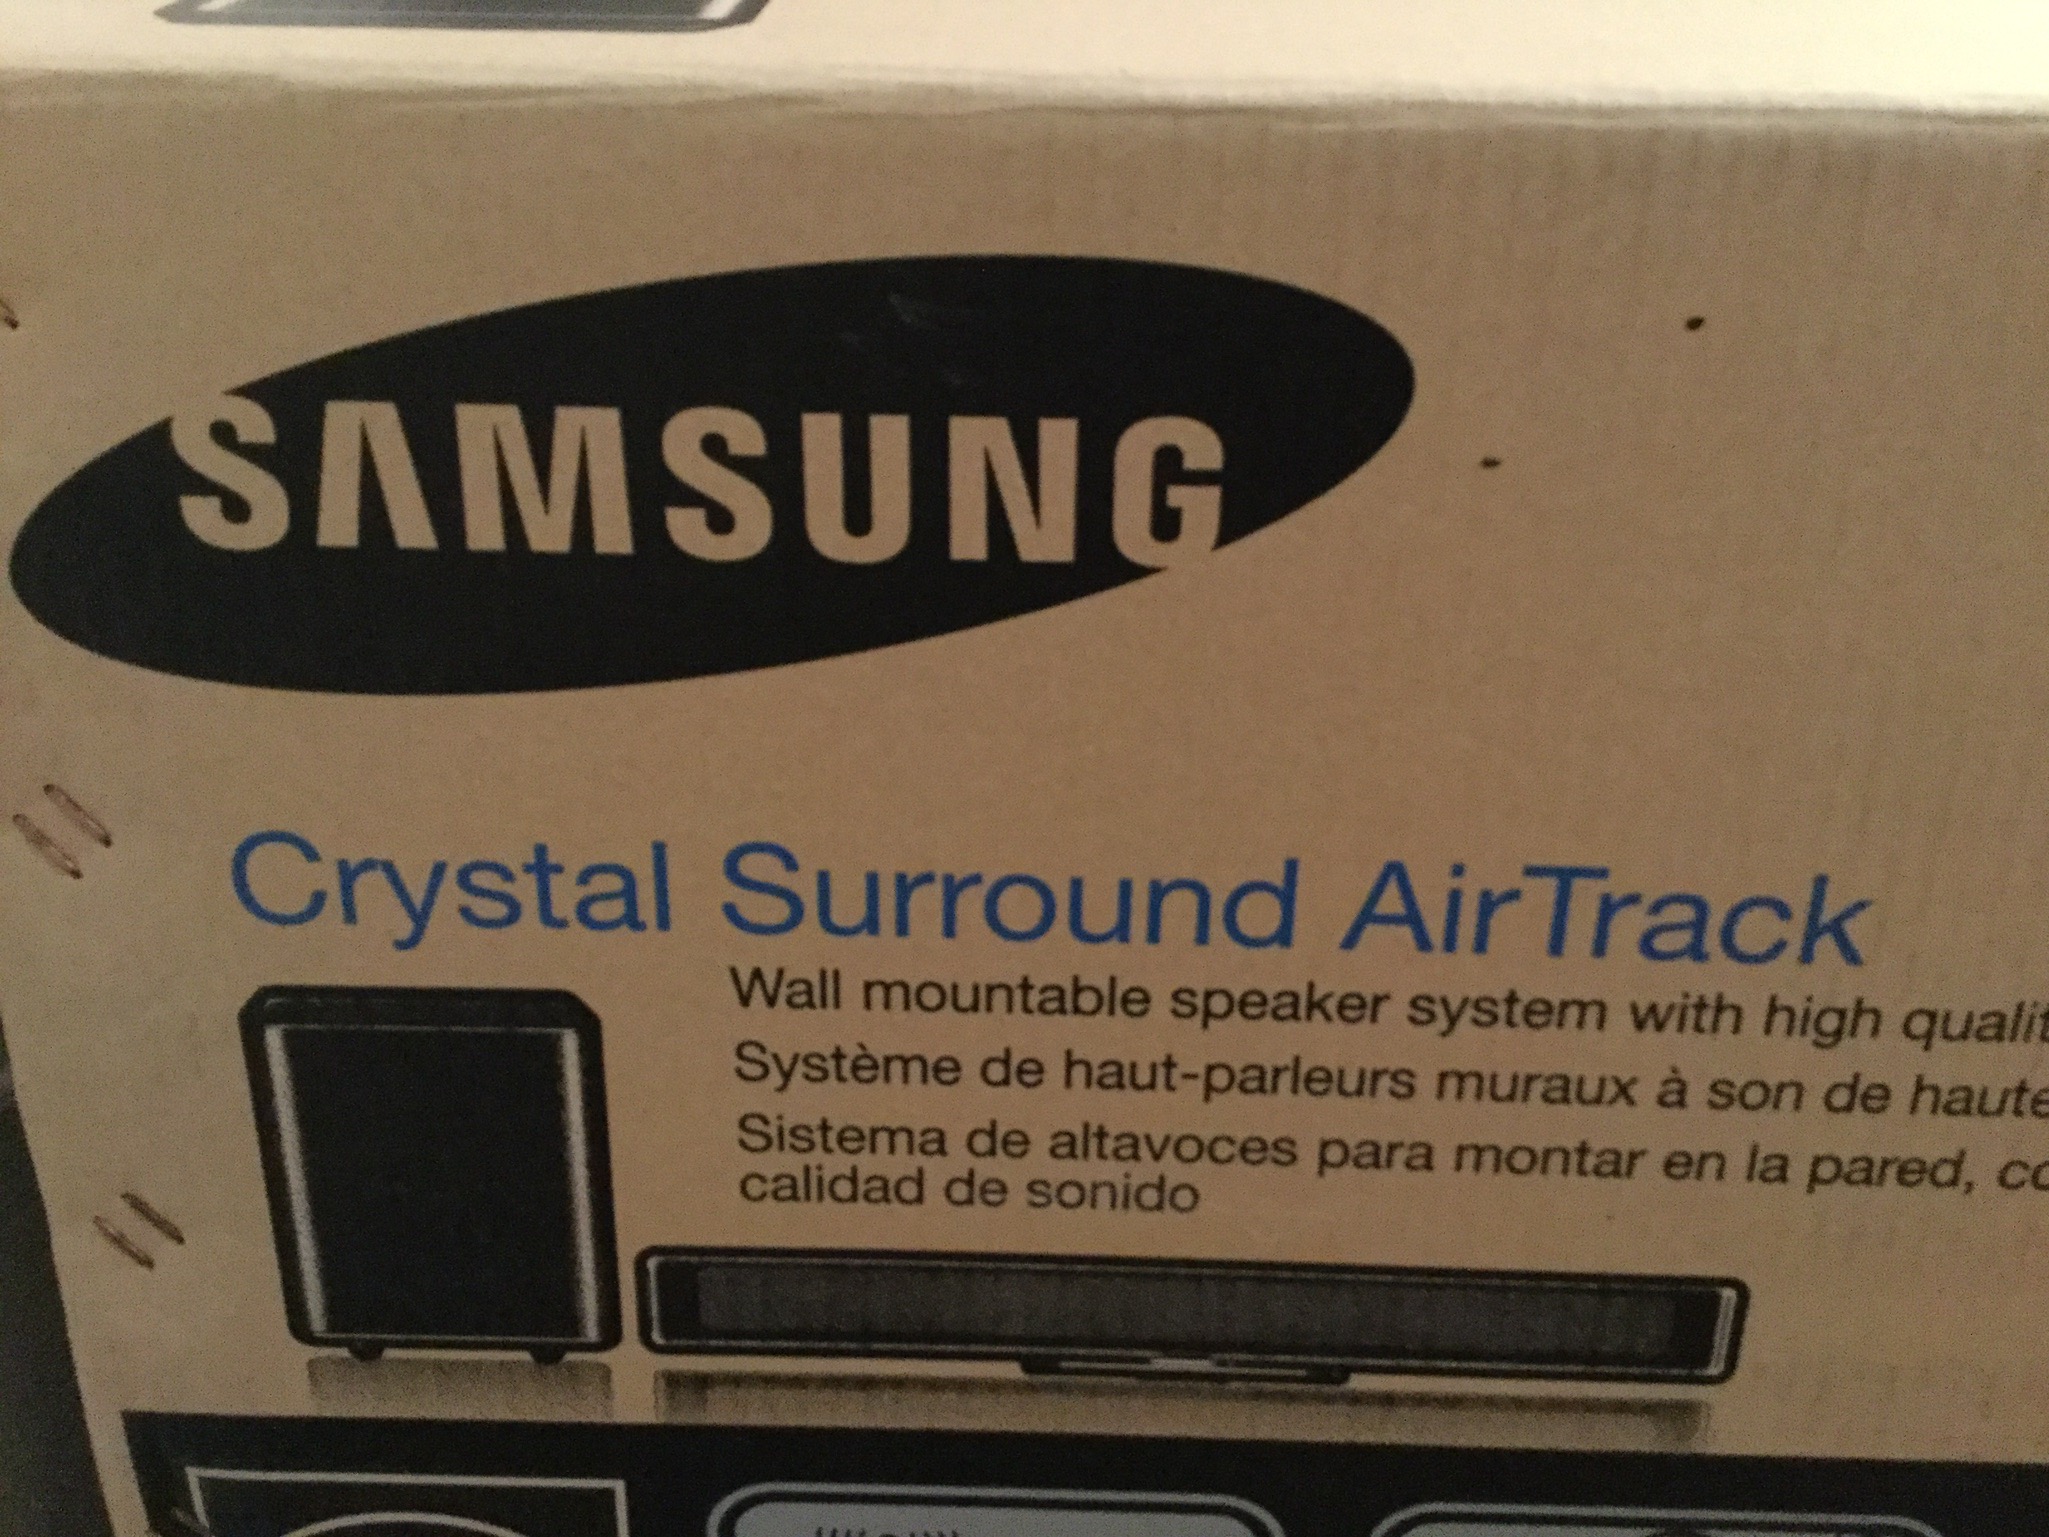 SAMSUNG
Crystal Surround AirTrack
Wall mountable speaker system with high
Système de haut-parleurs muraux à son de haute
Sistema de altavoces para montar en la pared,
calidad de sonido